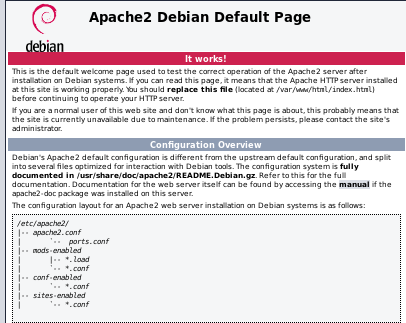 Apache2 Debian Default Page
debian
It works!
This is the default welcome page used to test the correct operation of the Apache2 server after
installation on Debian systems. If you can read this page, it means that the Apache HTTP server installed
at this site is working properly. You should replace this file (located at /var/www/html/index.html)
before continuing to operate your HTTP server.
If you are a normal user of this web site and don't know what this page is about, this probably means that
the site is currently unavailable due to maintenance. If the problem persists, please contact the site's
administrator.
Configuration Overview
Debian's Apache2 default configuration is different from the upstream default configuration, and split
into several files optimized for interaction with Debian tools. The configuration system is fully
documented in /usr/share/doc/apache2/README.Debian.gz. Refer to this for the full
documentation. Documentation for the web server itself can be found by accessing the manual if the
apache2-doc package was installed on this server.
The configuration layout for an Apache2 web server installation on Debian systems is as follows:
/etc/apache2/
|-- apache2.conf
|       `--  ports.conf
|-- mods-enabled
|       |-- *.load
|       `-- *.conf
|-- conf-enabled
|       `-- *.conf
|-- sites-enabled
|       `-- *.conf